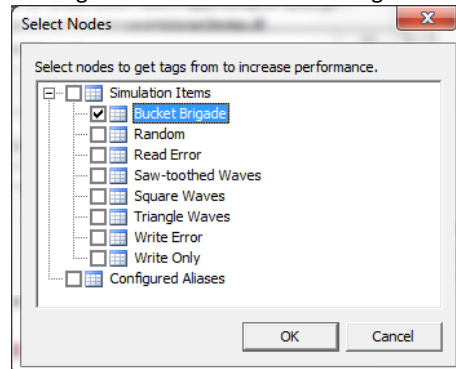 Select Nodes
Select nodes to get tags from to increase performance.
Simulation Items
Bucket Brigade
Random
Read Error
Saw-toothed Waves
Square Waves
Triangle Waves
Write Error
Write Only
Configured Aliases
OK Cancel